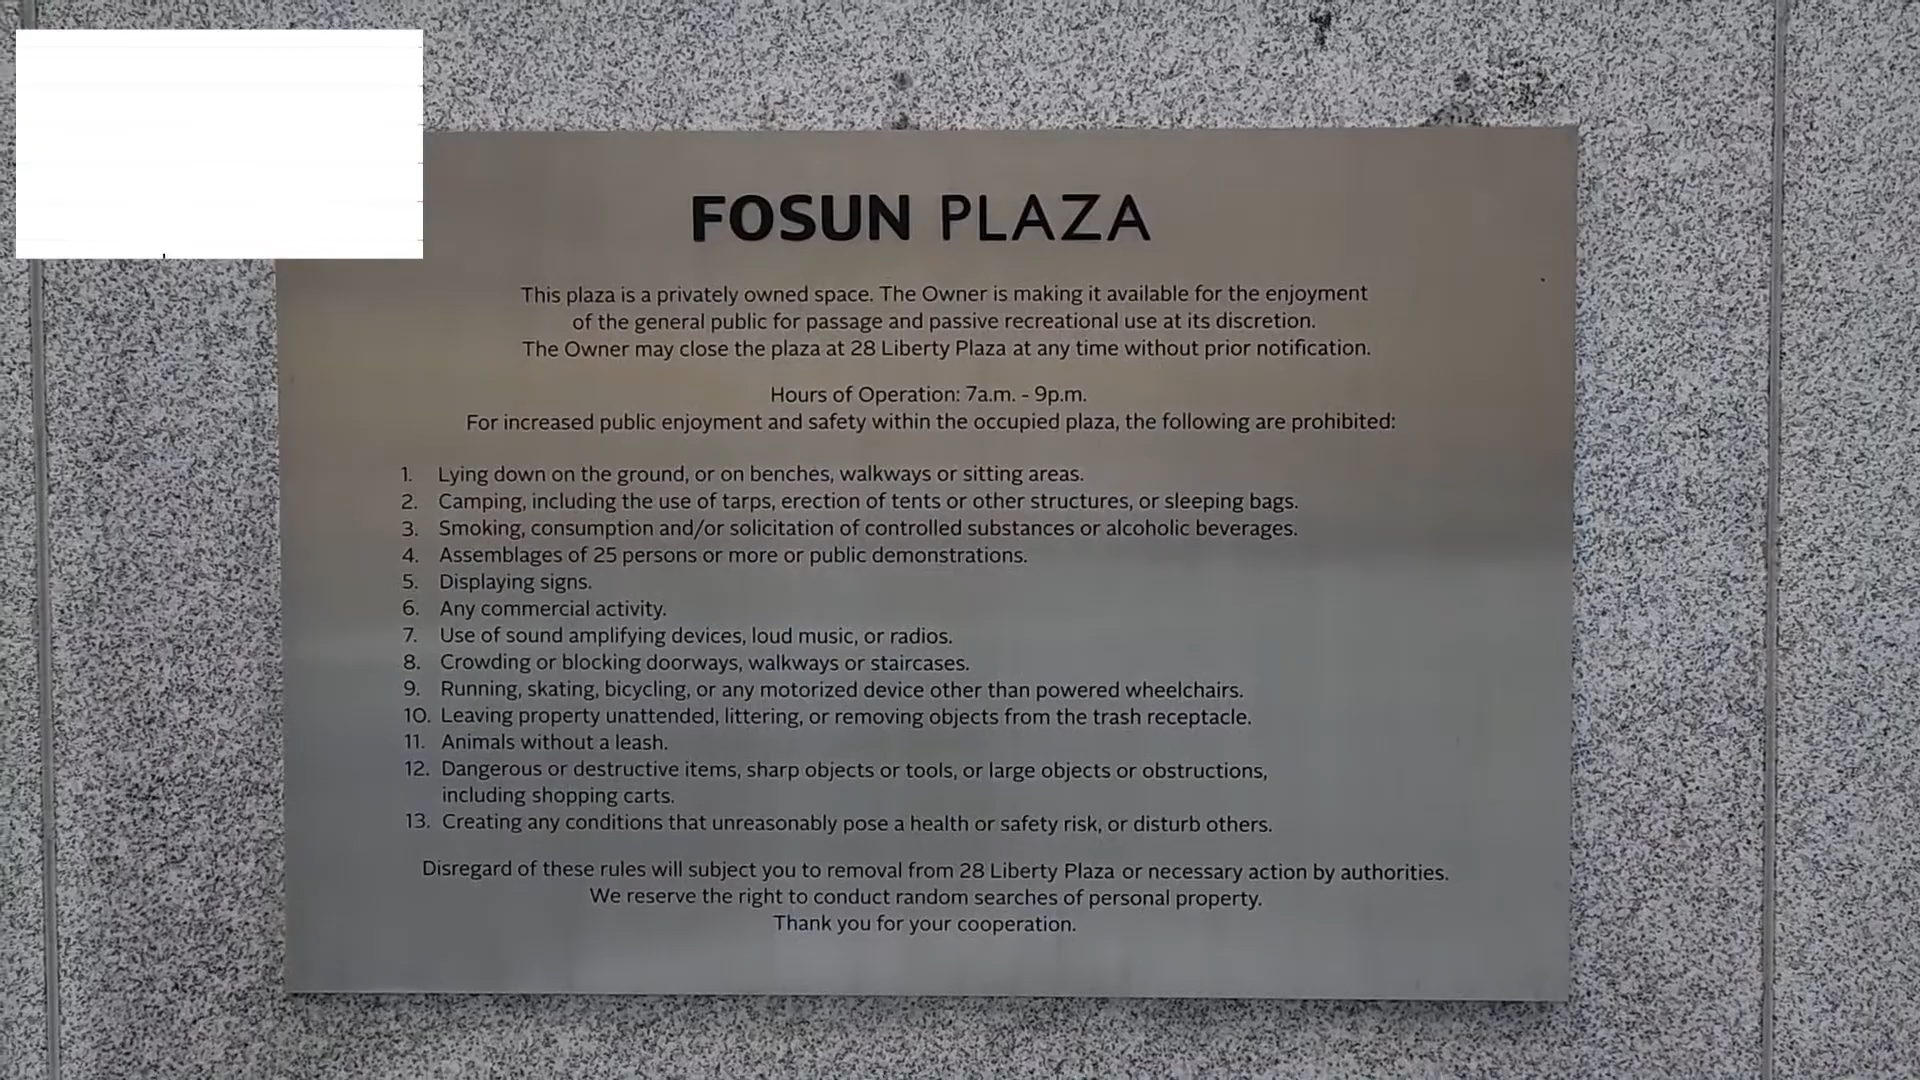 FOSUN PLAZA
This plaza is a privately owned space. The Owner is making it available for the enjoyment
of the general public for passage and passive recreational use at its discretion.
The Owner may close the plaza at 28 Liberty Plaza at any time without prior notification.
Hours of Operation: 7a.m. - 9p.m.
For increased public enjoyment and safety within the occupied plaza, the following are prohibited:
1. Lying down on the ground, or on benches, walkways or sitting areas.
2. Camping, including the use of tarps, erection of tents or other structures, or sleeping bags.
3. Smoking, consumption and/or solicitation of controlled substances or alcoholic beverages.
4. Assemblages of 25 persons or more or public demonstrations.
5. Displaying signs.
6. Any commercial activity.
7. Use of sound amplifying devices, loud music, or radios.
8. Crowding or blocking doorways, walkways or staircases.
9. Running, skating, bicycling, or any motorized device other than powered wheelchairs.
10. Leaving property unattended, littering, or removing objects from the trash receptacle.
11. Animals without a leash.
12. Dangerous or destructive items, sharp objects or tools, or large objects or obstructions,
including shopping carts.
13. Creating any conditions that unreasonably pose a health or safety risk, or disturb others.
Disregard of these rules will subject you to removal from 28 Liberty Plaza or necessary action by authorities.
We reserve the right to conduct random searches of personal property.
Thank you for your cooperation.